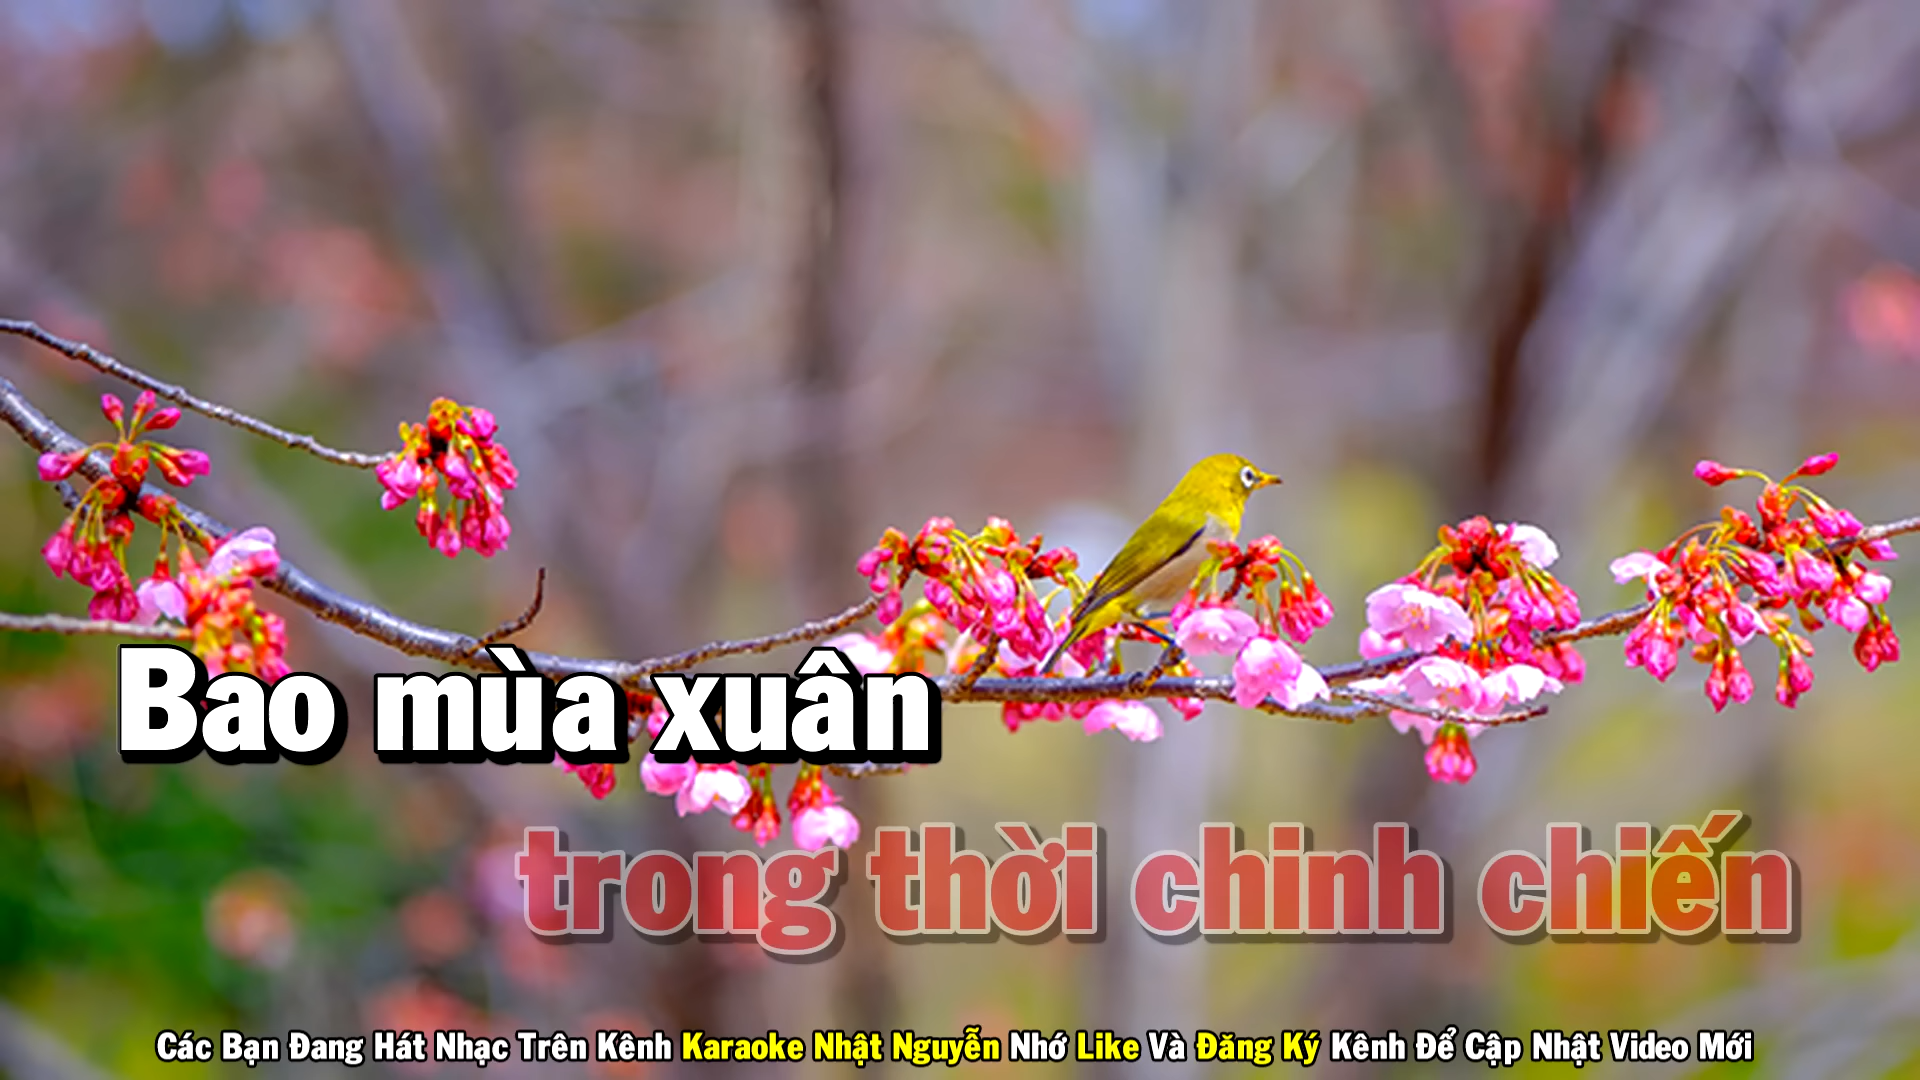 Bao mùa xuân
trong thời chinh chiến
Các Bạn Đang Hát Nhạc Trên Kênh Karaoke Nhật Nguyễn Nhớ Like Và Đăng Ký Kênh Để Cập Nhật Video Mới